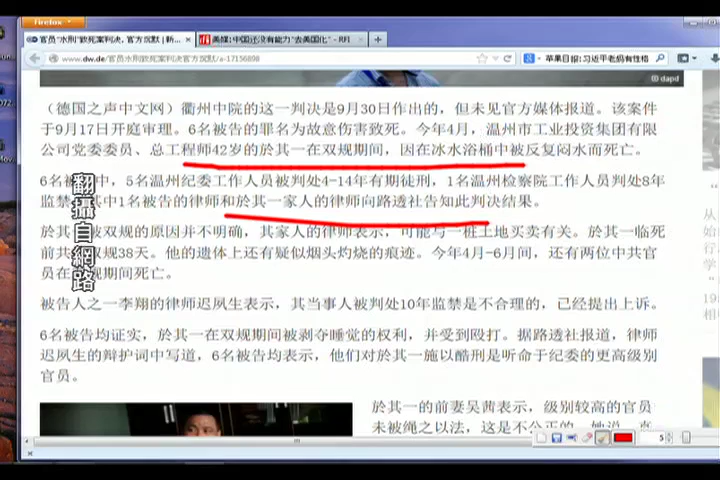 Firefox
官员“水刑”致死案判决,官方沉默 | 新...
美媒:中国还没有能力“去美国化” - RFI
www.dw.de/官员水刑致死案判决官方沉默/a-17156898
苹果日报:习近平老妈有性格
dapd
(德国之声中文网)衢州中院的这一判决是9月30日作出的,但未见官方媒体报道。该案件
于9月17日开庭审理。6名被告的罪名为故意伤害致死。今年4月,温州市工业投资集团有限
公司党委委员、总工程师42岁的於其一在双规期间,因在冰水浴桶中被反复闷水而死亡。
6名被 中,5名温州纪委工作人员被判处4-14年有期徒刑,1名温州检察院工作人员判处8年
监禁 其中1名被告的律师和於其一家人的律师向路透社告知此判决结果。
於其 被双规的原因并不明确,其家人的律师表示,可能与一桩土地买卖有关。於其一临死
前共 双规38天。他的遗体上还有疑似烟头灼烧的痕迹。今年4月-6月间,还有两位中共官
员在 规期间死亡。
被告人之一李翔的律师迟夙生表示,其当事人被判处10年监禁是不合理的,已经提出上诉。
6名被告均证实,於其一在双规期间被剥夺睡觉的权利,并受到殴打。据路透社报道,律师
迟夙生的辩护词中写道,6名被告均表示,他们对於其一施以酷刑是听命于纪委的更高级别
官员。
於其一的前妻吴茜表示,级别较高的官员
未被绳之以法,这是不公正的。她说,高
翻攝自網路
5